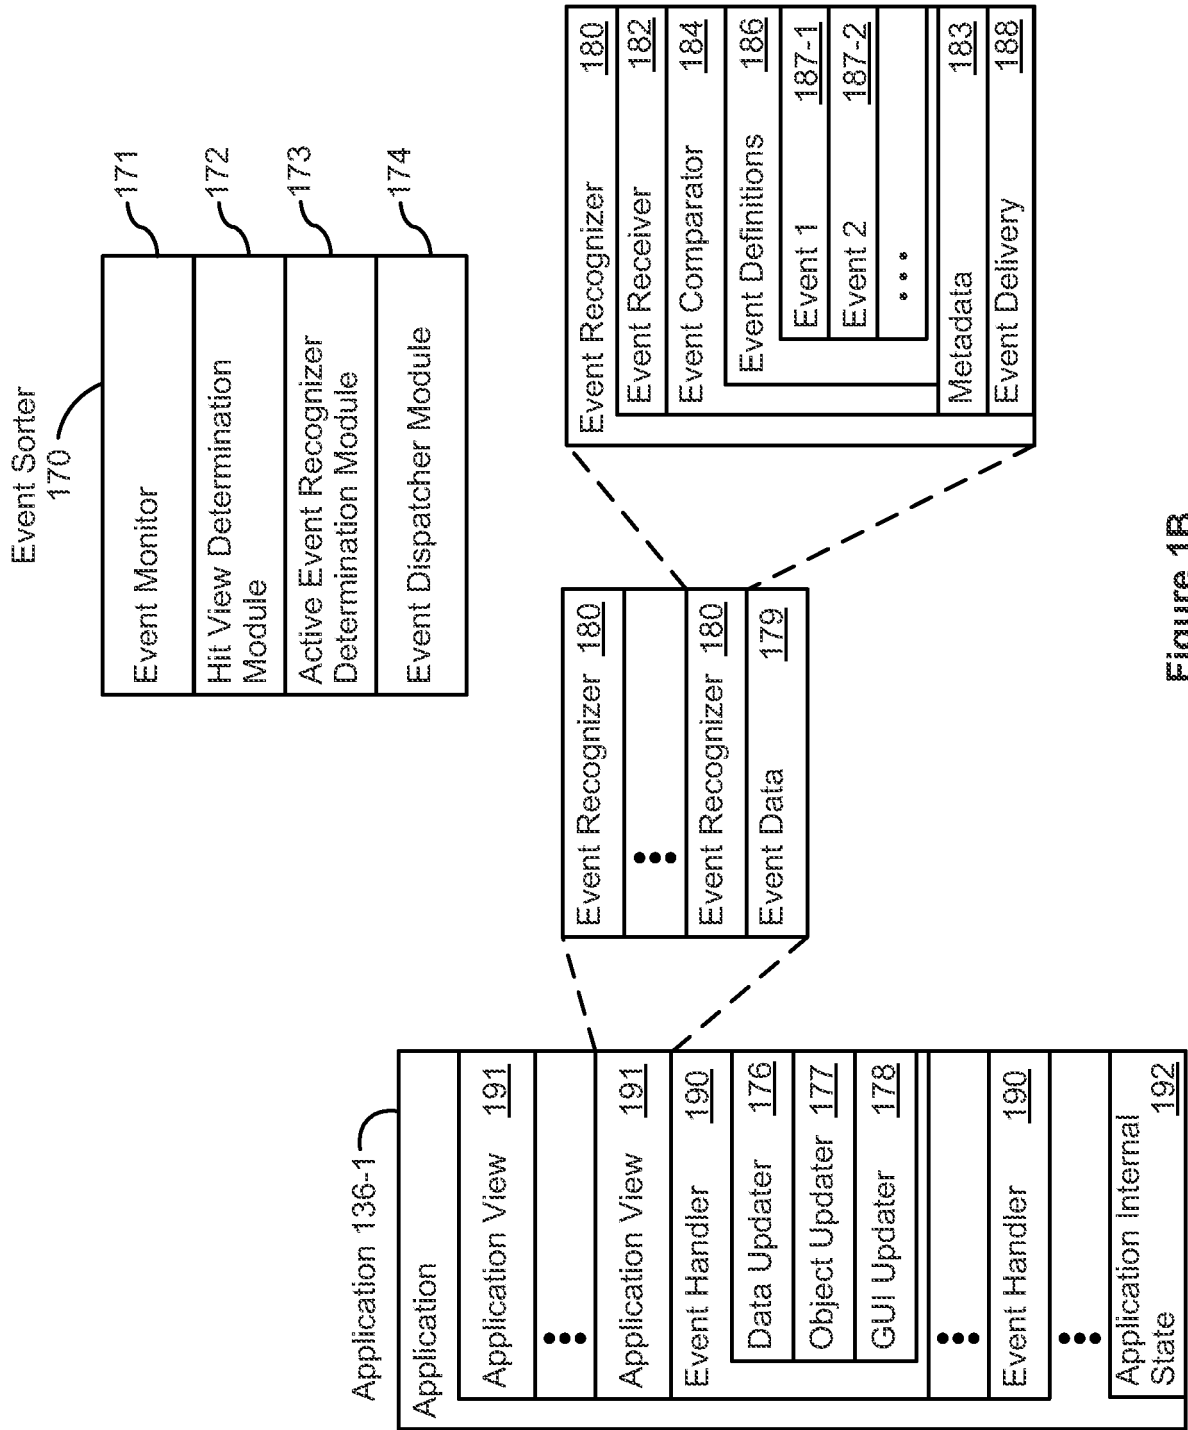 Event Sorter
170
Event Monitor
171
Hit View Determination
Module
172
Active Event Recognizer
Determination Module
173
Event Dispatcher Module
174
Application 136-1
Application
Application View 191
•••
Application View 191
Event Handler 190
Data Updater 176
Object Updater 177
GUI Updater 178
•••
Event Handler 190
•••
Application Internal
State 192
Event Recognizer 180
•••
Event Recognizer 180
Event Data 179
Event Recognizer 180
Event Receiver 182
Event Comparator 184
Event Definitions 186
Event 1 187-1
Event 2 187-2
•••
Metadata 183
Event Delivery 188
Figure 1B